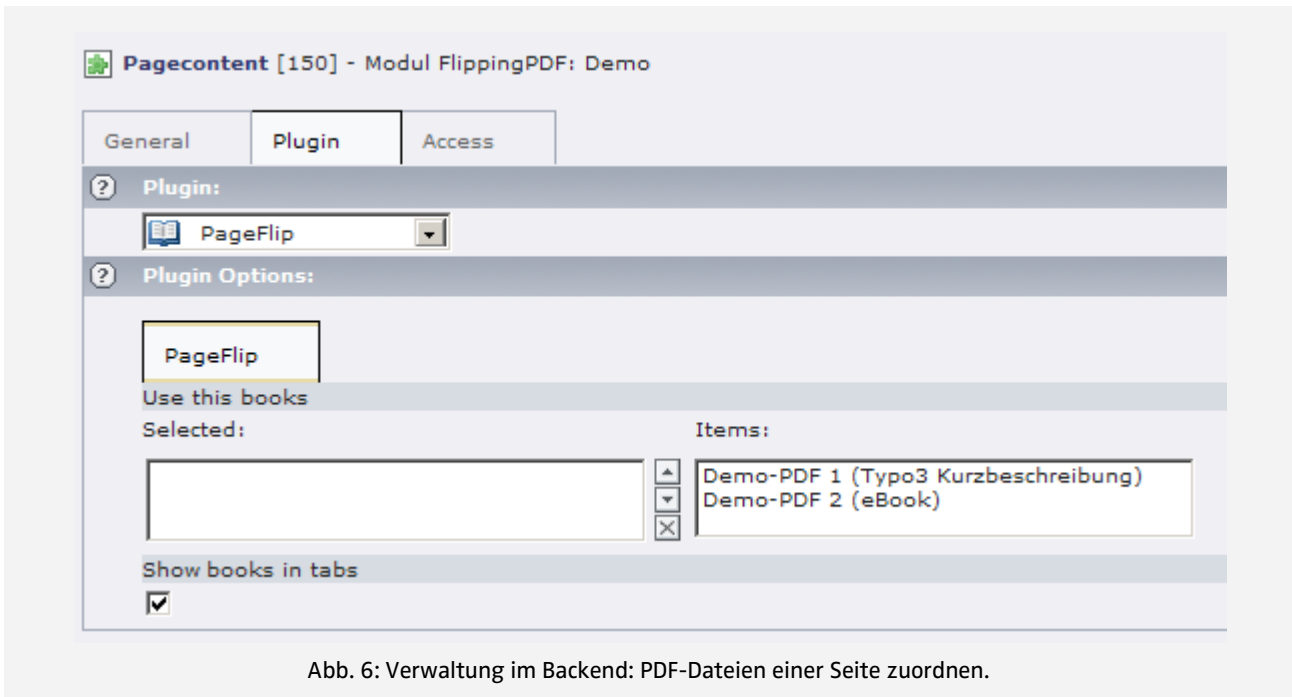 Pagecontent [150] - Modul FlippingPDF: Demo
General Plugin Access
? Plugin:
PageFlip
? Plugin Options:
PageFlip
Use this books
Selected: Items:
Demo-PDF 1 (Typo3 Kurzbeschreibung)
Demo-PDF 2 (eBook)
Show books in tabs
Abb. 6: Verwaltung im Backend: PDF-Dateien einer Seite zuordnen.